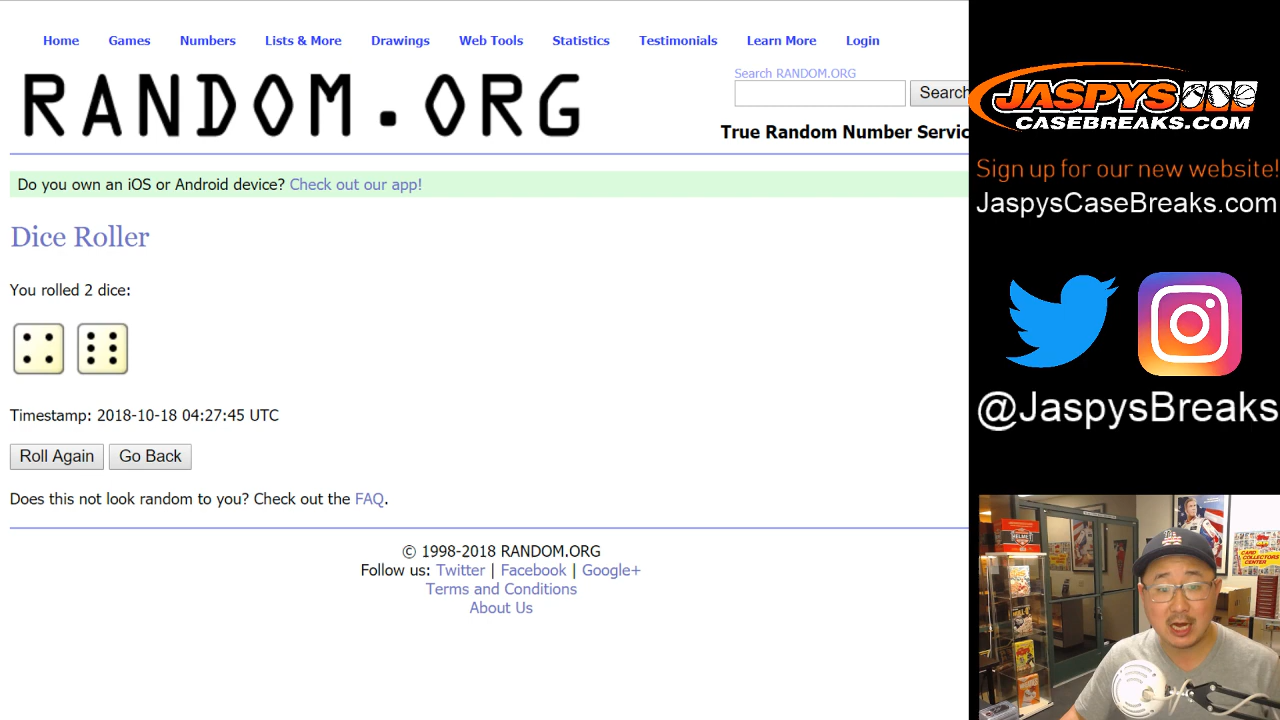 Home Games Numbers Lists & More Drawings Web Tools Statistics Testimonials Learn More Login
RANDOM.ORG
Search RANDOM.ORG
Search
True Random Number Servic
Do you own an iOS or Android device? Check out our app!
Dice Roller
You rolled 2 dice:
Timestamp: 2018-10-18 04:27:45 UTC
Roll Again Go Back
Does this not look random to you? Check out the FAQ.
© 1998-2018 RANDOM.ORG
Follow us: Twitter | Facebook | Google+
Terms and Conditions
About Us
JASPYS
CASEBREAKS.COM
Sign up for our new website!
JaspysCaseBreaks.com
@JaspysBreaks
HELMET
CARD
COLLECTORS
CENTER